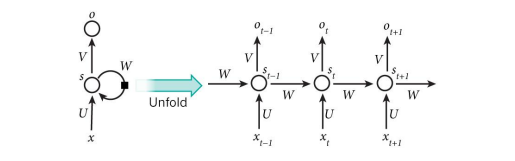 o
V
W
s
U
x
Unfold
o_{t-1} o_t o_{t+1}
V V V
W s_{t-1} s_t s_{t+1}
W W W
U U U
x_{t-1} x_t x_{t+1}